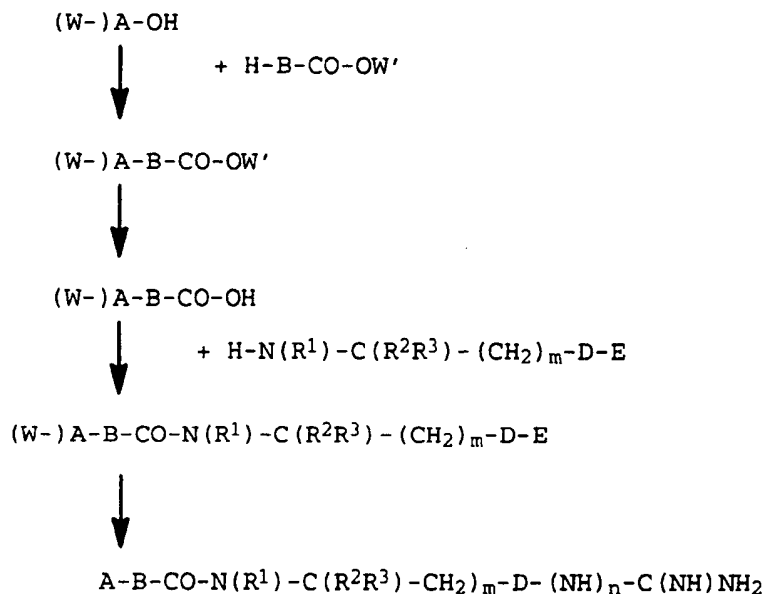 (W-)A-OH
+ H-B-CO-OW'
(W-)A-B-CO-OW'
(W-)A-B-CO-OH
+ H-N(R¹)-C(R²R³)-(CH₂)ₘ-D-E
(W-)A-B-CO-N(R¹)-C(R²R³)-(CH₂)ₘ-D-E
A-B-CO-N(R¹)-C(R²R³)-CH₂)ₘ-D-(NH)ₙ-C(NH)NH₂